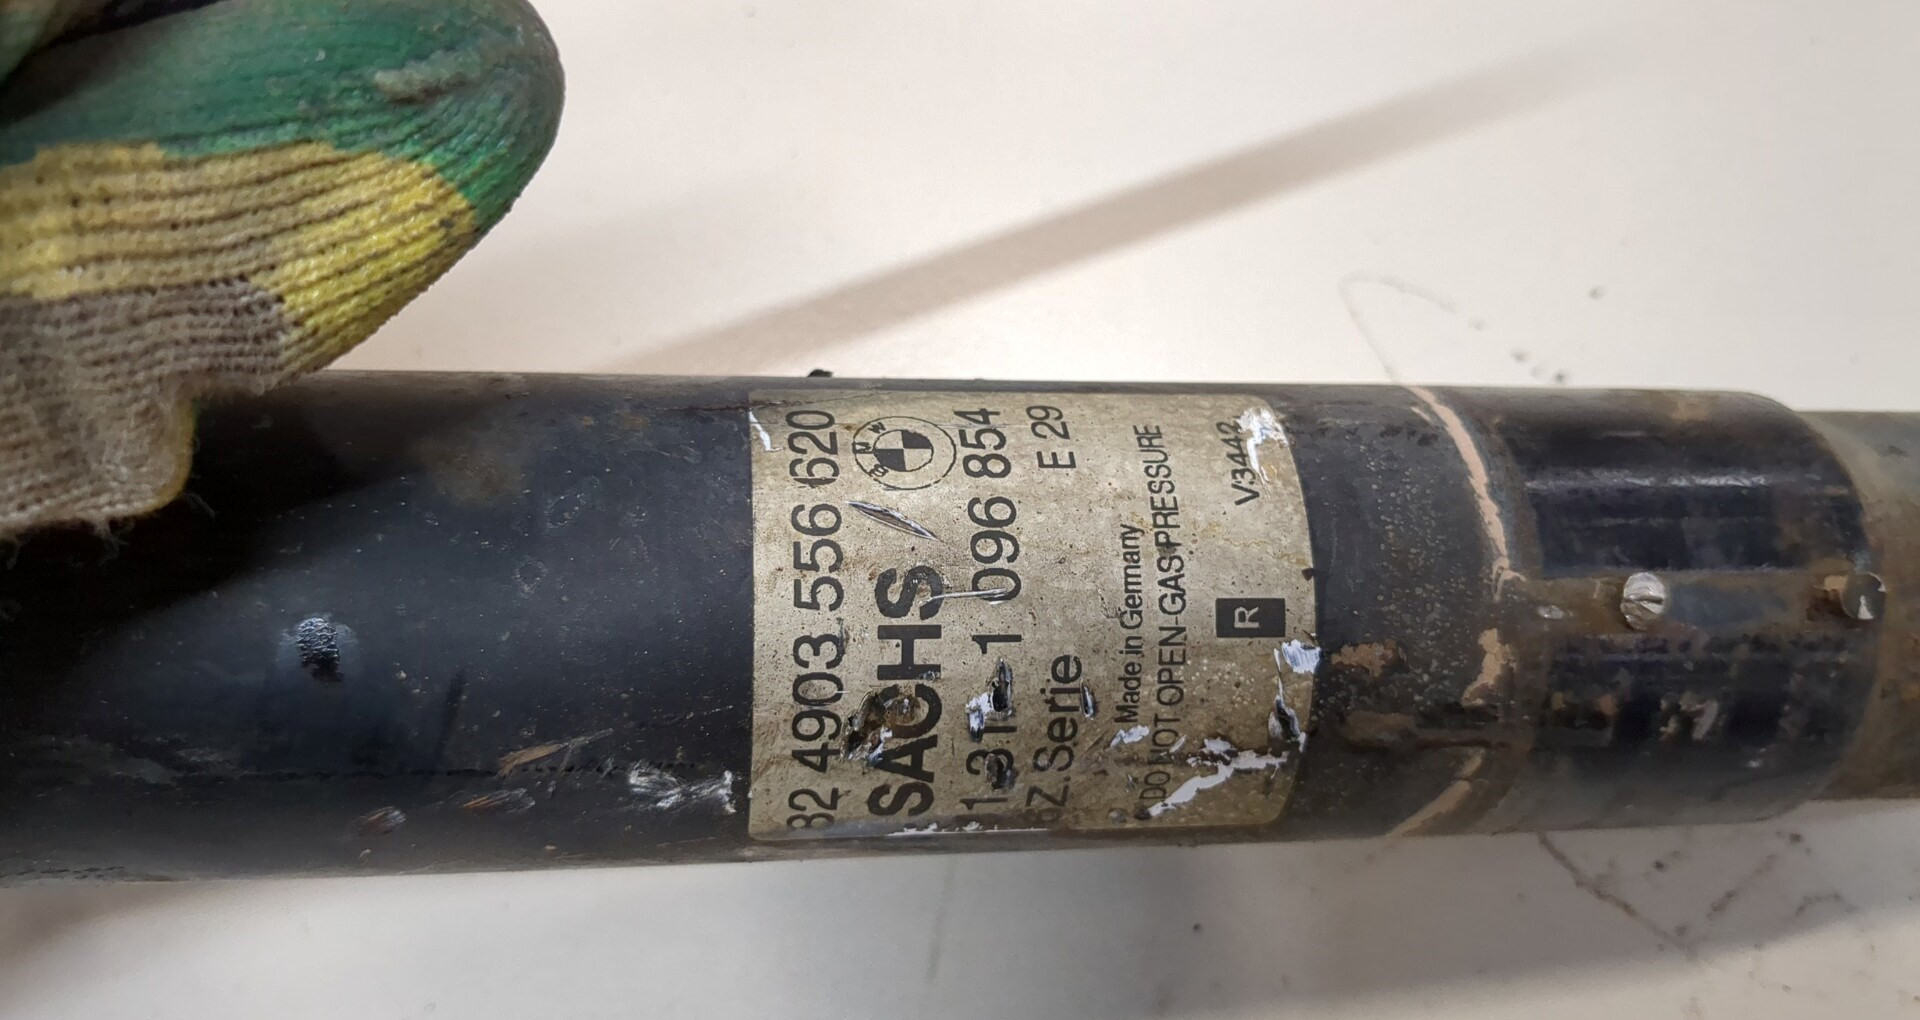 82 4903 556 620
SACHS
BMW
1 31 - 1 096 854
Z.Serie E 29
Made in Germany
DO NOT OPEN-GAS PRESSURE
R
V3442